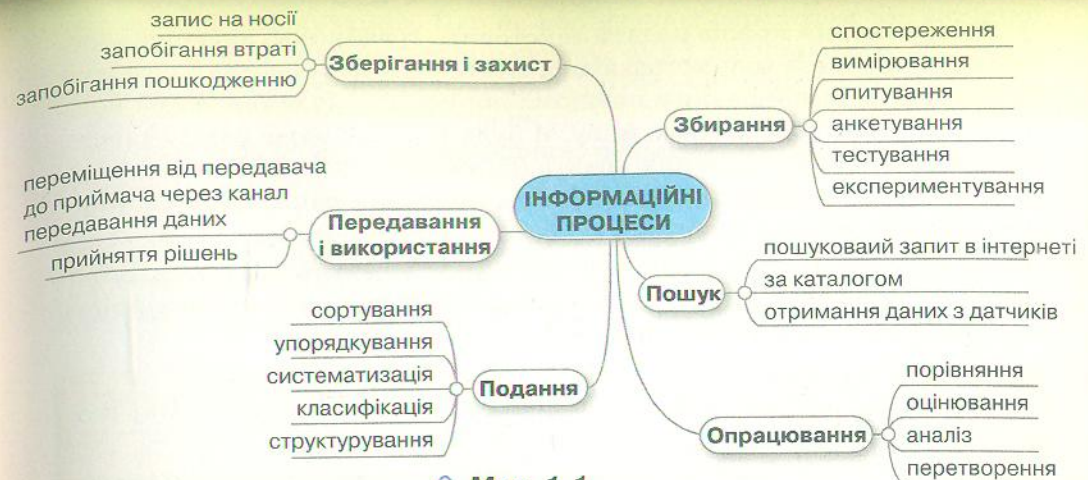 запис на носії
запобігання втраті
запобігання пошкодженню
Зберігання і захист
переміщення від передавача
до приймача через канал
передавання даних
прийняття рішень
Передавання
і використання
сортування
упорядкування
систематизація
класифікація
структурування
Подання
ІНФОРМАЦІЙНІ
ПРОЦЕСИ
Збирання
спостереження
вимірювання
опитування
анкетування
тестування
експериментування
Пошук
пошуковаий запит в інтернеті
за каталогом
отримання даних з датчиків
Опрацювання
порівняння
оцінювання
аналіз
перетворення